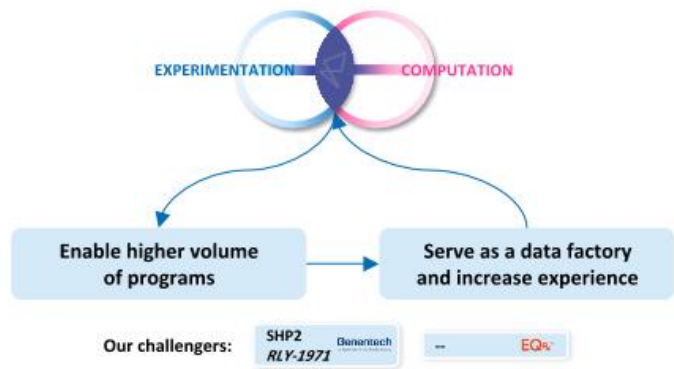 EXPERIMENTATION COMPUTATION
Enable higher volume
of programs
Serve as a data factory
and increase experience
Our challengers:
SHP2
RLY-1971
Genentech
--
EQRx